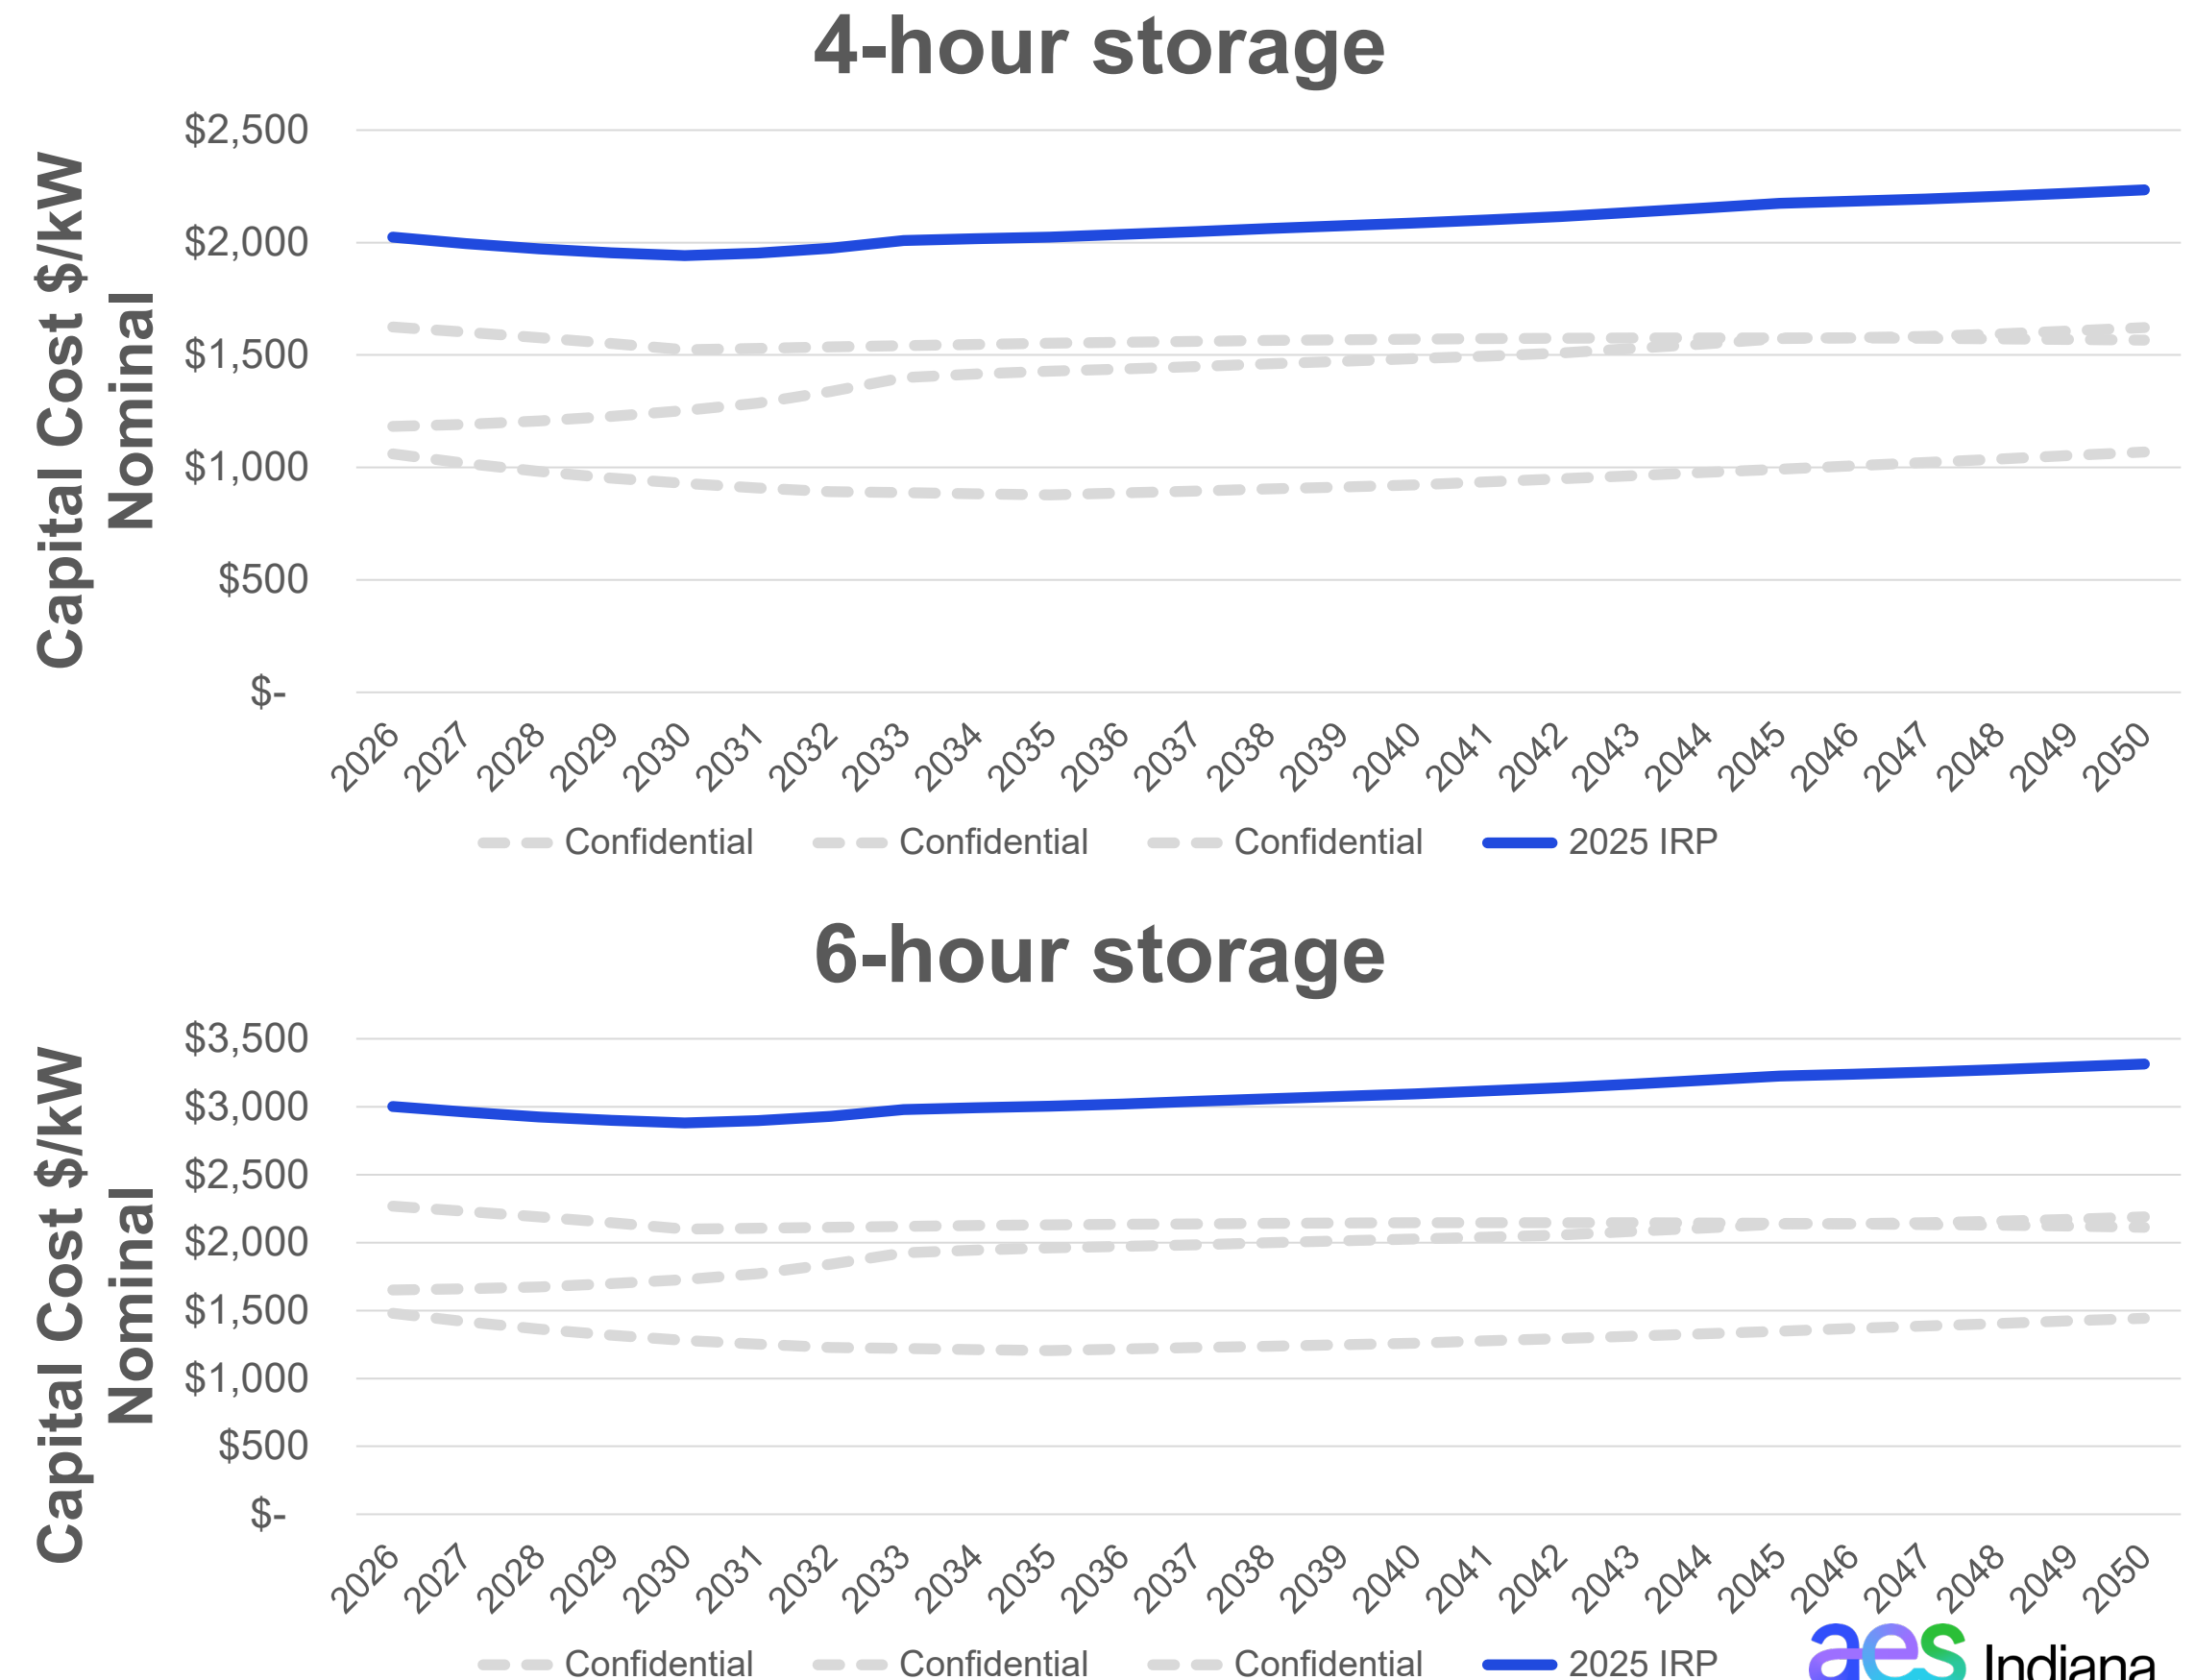 4-hour storage
Capital Cost $/kW
Nominal
$2,500
$2,000
$1,500
$1,000
$500
$-
2026 2027 2028 2029 2030 2031 2032 2033 2034 2035 2036 2037 2038 2039 2040 2041 2042 2043 2044 2045 2046 2047 2048 2049 2050
Confidential Confidential Confidential 2025 IRP
6-hour storage
Capital Cost $/kW
Nominal
$3,500
$3,000
$2,500
$2,000
$1,500
$1,000
$500
$-
2026 2027 2028 2029 2030 2031 2032 2033 2034 2035 2036 2037 2038 2039 2040 2041 2042 2043 2044 2045 2046 2047 2048 2049 2050
Confidential Confidential Confidential 2025 IRP
aes Indiana